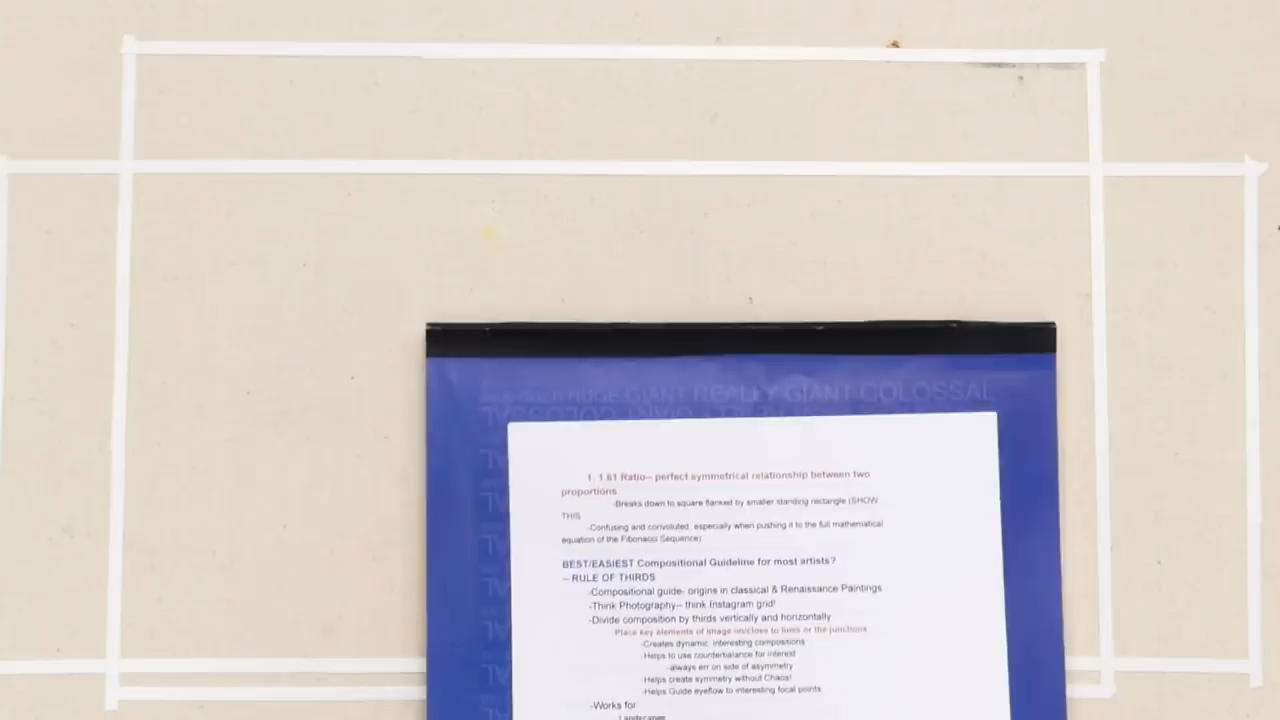 HUGE GIANT REALLY GIANT COLOSSAL
1. 1.61 Ratio-- perfect symmetrical relationship between two
proportions
-Breaks down to square flanked by smaller standing rectangle (SHOW
THIS
-Confusing and convoluted, especially when pushing it to the full mathematical
equation of the Fibonacci Sequence)
BEST/EASIEST Compositional Guideline for most artists?
-- RULE OF THIRDS
-Compositional guide- origins in classical & Renaissance Paintings
-Think Photography-- think Instagram grid!
-Divide composition by thirds vertically and horizontally
Place key elements of image on/close to lines or the junctions
-Creates dynamic, interesting compositions
-Helps to use counterbalance for interest
-always err on side of asymmetry
-Helps create symmetry without Chaos!
-Helps Guide eyeflow to interesting focal points
-Works for
Landscapes